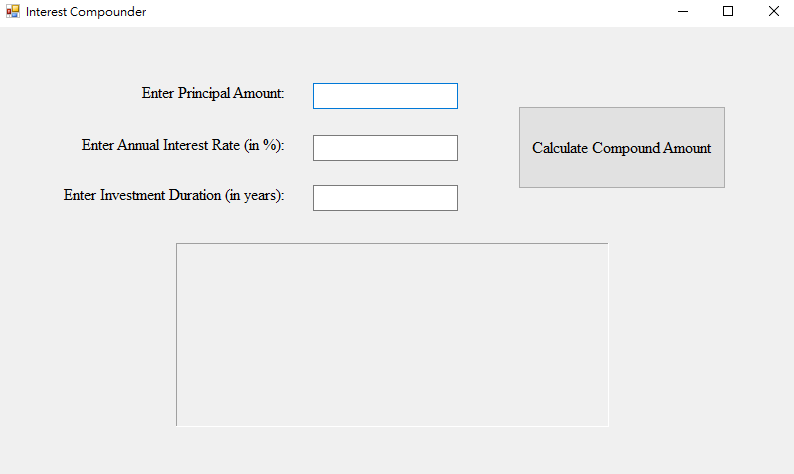 Interest Compounder
Enter Principal Amount:
Enter Annual Interest Rate (in %):
Enter Investment Duration (in years):
Calculate Compound Amount